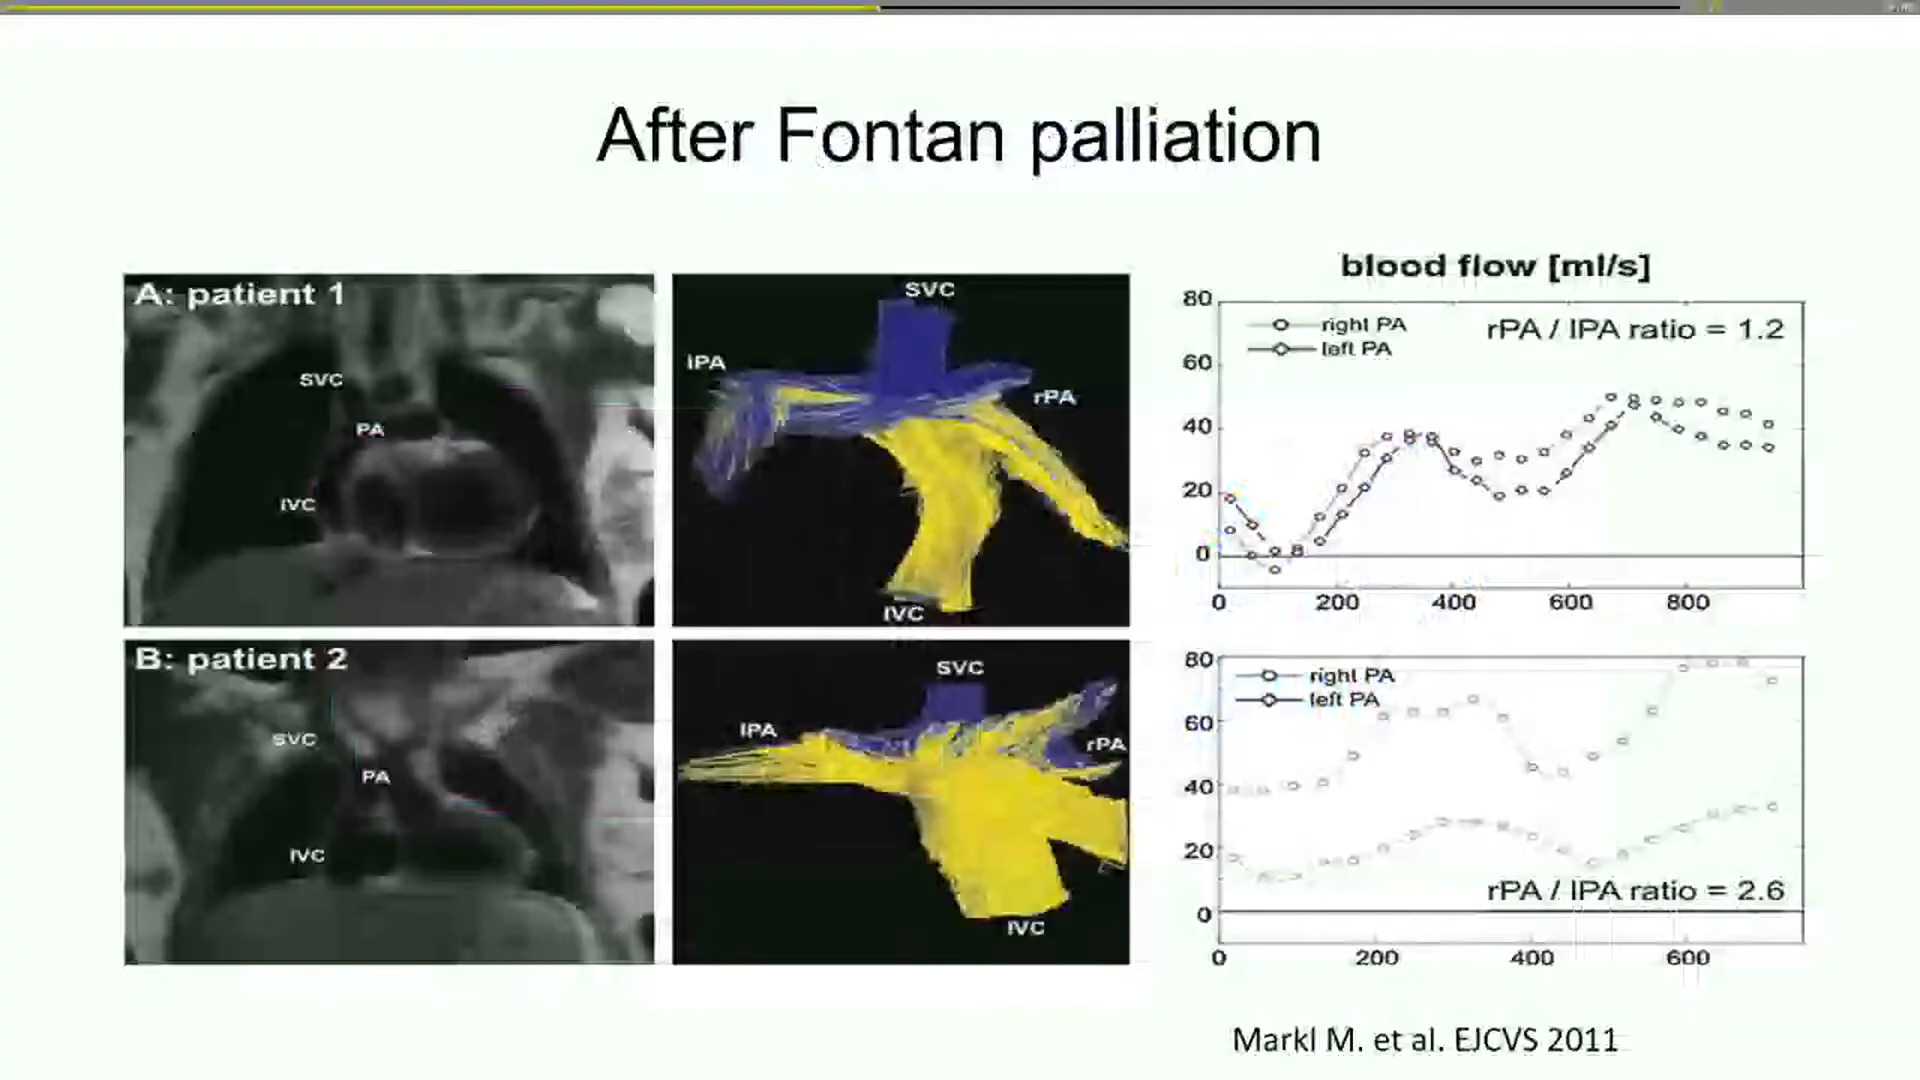 After Fontan palliation
A: patient 1
SVC
PA
IVC
SVC
lPA
rPA
IVC
blood flow [ml/s]
80
60
40
20
0
right PA
left PA
rPA / lPA ratio = 1.2
0 200 400 600 800
B: patient 2
SVC
PA
IVC
SVC
lPA
rPA
IVC
80
60
40
20
0
right PA
left PA
rPA / lPA ratio = 2.6
0 200 400 600
Markl M. et al. EJCVS 2011